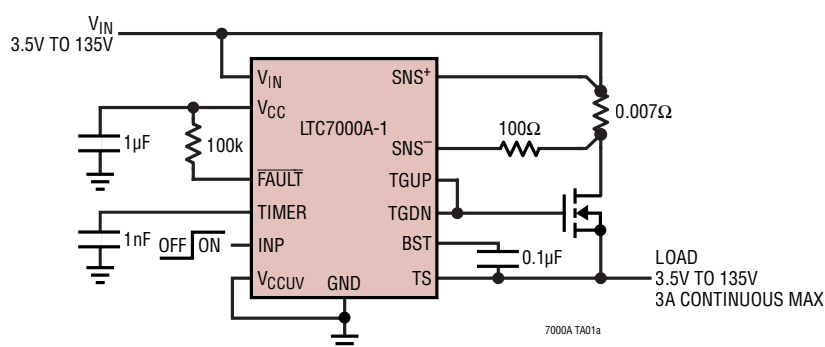 VIN
3.5V TO 135V
VIN
SNS+
0.007Ω
VCC
LTC7000A-1
1µF
100k
100Ω
SNS–
FAULT
TGUP
TIMER
TGDN
1nF
OFF ON
INP
BST
0.1µF
VCCUV
GND
TS
LOAD
3.5V TO 135V
3A CONTINUOUS MAX
7000A TA01a